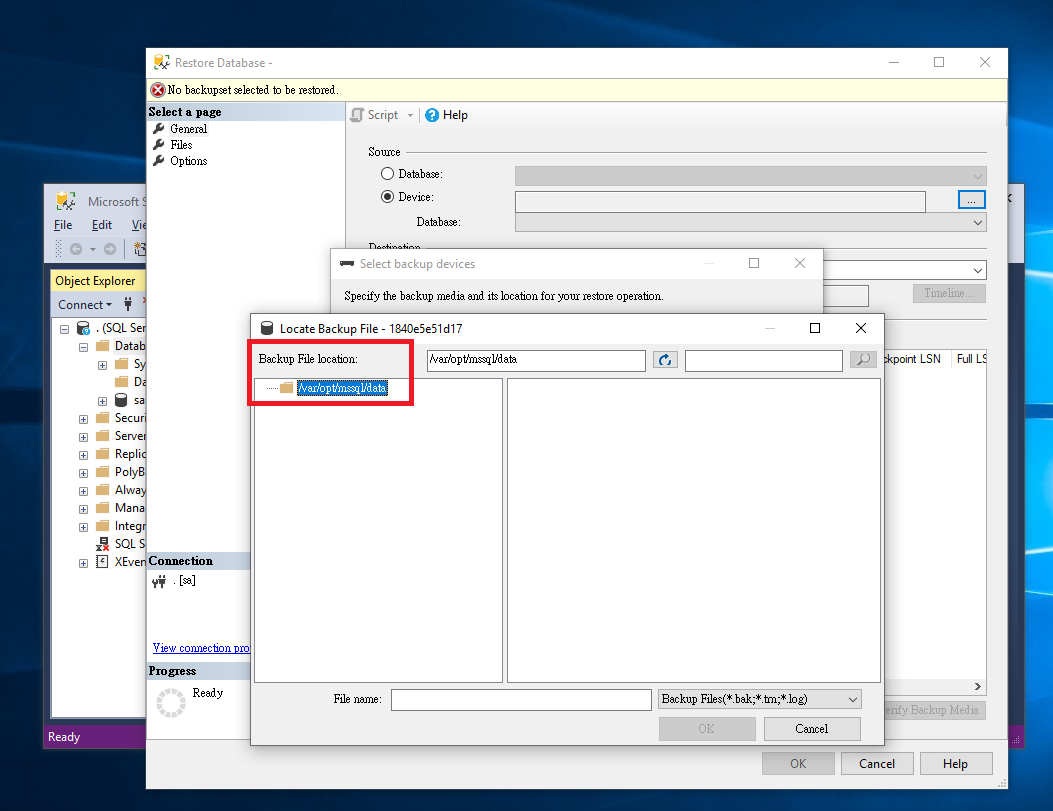 Restore Database -
No backupset selected to be restored.
Select a page
General
Files
Options
Script
Help
Source
Database:
Device:
...
Database:
Destination
Timeline...
Microsoft S
File Edit Vie
Object Explorer
Connect
. (SQL Ser
Datab
Sy
Da
sa
Securi
Server
Replic
PolyB
Alway
Mana
Integr
SQL S
XEven
Ready
Select backup devices
Specify the backup media and its location for your restore operation.
Locate Backup File - 1840e5e51d17
Backup File location:
/var/opt/mssql/data
/var/opt/mssql/data
ckpoint LSN Full LS
File name:
Backup Files(*.bak;*.trn;*.log)
OK Cancel
Connection
. [sa]
View connection pro
Progress
Ready
erify Backup Media
OK Cancel Help